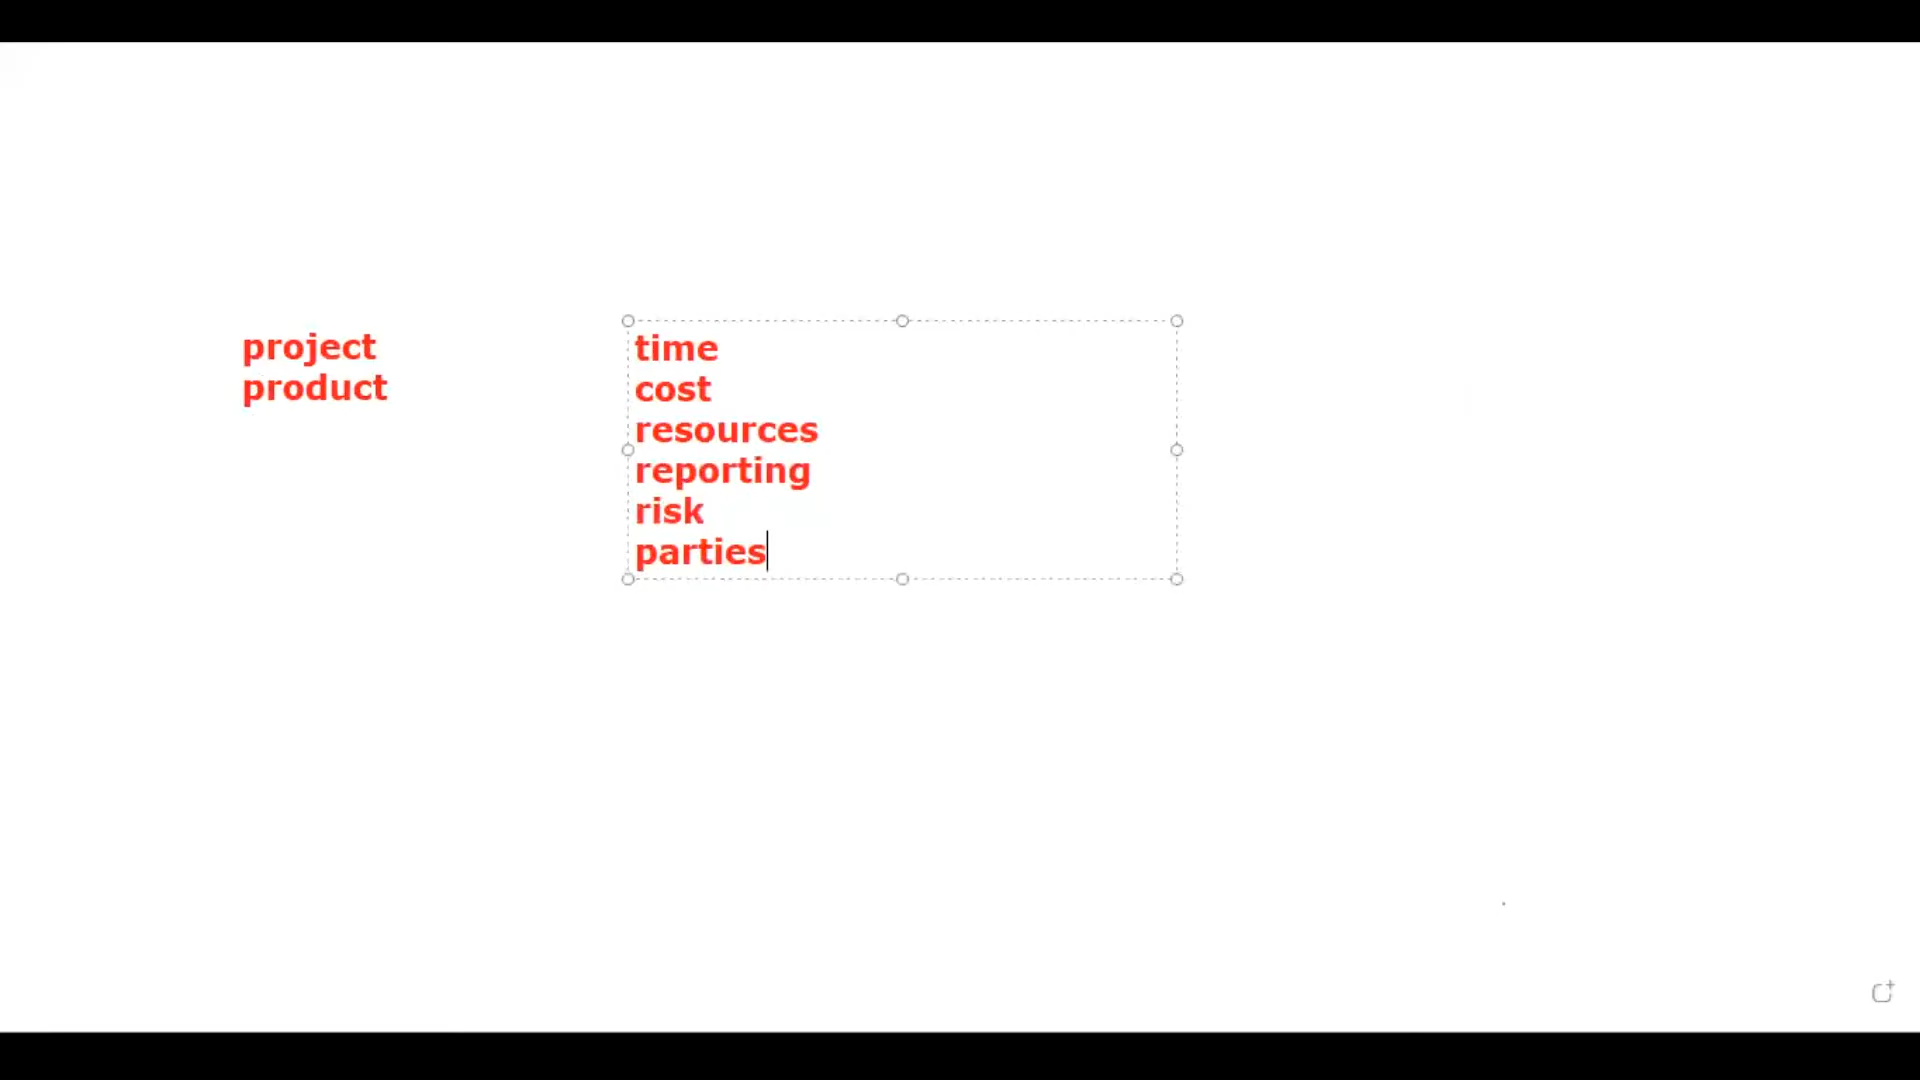 project
product
time
cost
resources
reporting
risk
parties